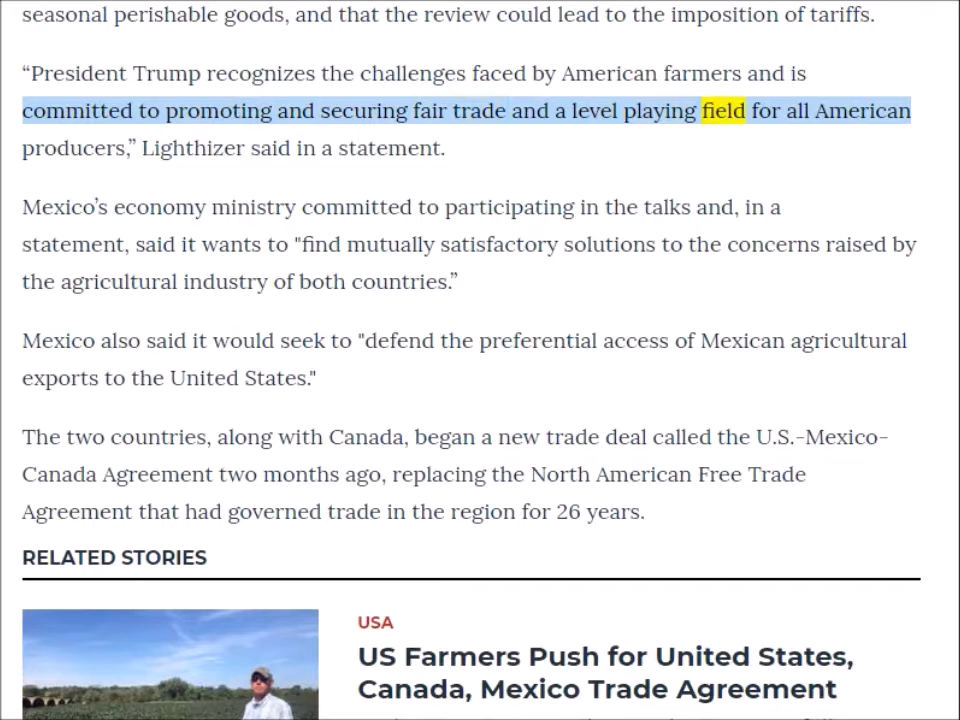 seasonal perishable goods, and that the review could lead to the imposition of tariffs.
“President Trump recognizes the challenges faced by American farmers and is
committed to promoting and securing fair trade and a level playing field for all American
producers,” Lighthizer said in a statement.
Mexico’s economy ministry committed to participating in the talks and, in a
statement, said it wants to "find mutually satisfactory solutions to the concerns raised by
the agricultural industry of both countries.”
Mexico also said it would seek to "defend the preferential access of Mexican agricultural
exports to the United States."
The two countries, along with Canada, began a new trade deal called the U.S.-Mexico-
Canada Agreement two months ago, replacing the North American Free Trade
Agreement that had governed trade in the region for 26 years.
RELATED STORIES
USA
US Farmers Push for United States,
Canada, Mexico Trade Agreement